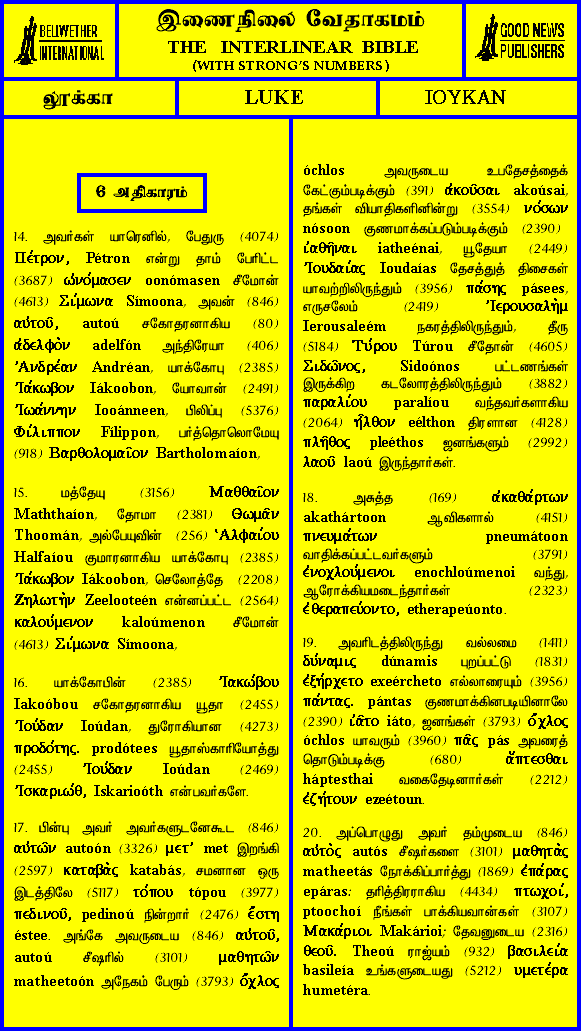 BELLWETHER
INTERNATIONAL
இணைநிலை வேதாகமம்
THE INTERLINEAR BIBLE
(WITH STRONG'S NUMBERS)
GOOD NEWS
PUBLISHERS
லூக்கா
LUKE
ΙΟΥΚΑΝ
6 அதிகாரம்
14. அவர்கள் யாரெனில், பேதுரு (4074)
Πέτρον, Pétron என்று தாம் பேரிட்ட
(3687) ὠνόμασεν oonómasen சீமோன்
(4613) Σίμωνα Símoona, அவன் (846)
αὐτοῦ, autoú சகோதரனாகிய (80)
ἀδελφὸν adelfón அந்திரேயா (406)
Ἀνδρέαν Andréan, யாக்கோபு (2385)
Ἰάκωβον Iákoobon, யோவான் (2491)
Ἰωάννην Iooánneen, பிலிப்பு (5376)
Φίλιππον Filippon, பர்த்தொலொமேயு
(918) Βαρθολομαῖον Bartholomaíon,
15. மத்தேயு (3156) Μαθθαῖον
Maththaíon, தோமா (2381) Θωμᾶν
Thoomán, அல்பேயுவின் (256) Ἁλφαίου
Halfaíou குமாரனாகிய யாக்கோபு (2385)
Ἰάκωβον Iákoobon, செலோத்தே (2208)
Ζηλωτὴν Zeelooteén என்னப்பட்ட (2564)
καλούμενον kaloúmenon சீமோன்
(4613) Σίμωνα Símoona,
16. யாக்கோபின் (2385) Ἰακώβου
Iakoóbou சகோதரனாகிய யூதா (2455)
Ἰούδαν Ioúdan, துரோகியான (4273)
προδότης. prodótees யூதாஸ்காரியோத்து
(2455) Ἰούδαν Ioúdan (2469)
Ἰσκαριώθ, Iskarioóth என்பவர்களே.
17. பின்பு அவர் அவர்களுடனேகூட (846)
αὐτῶν autoón (3326) μετ’ met இறங்கி
(2597) καταβὰς katabás, சமனான ஒரு
இடத்திலே (5117) τόπου tópou (3977)
πεδινοῦ, pedinoú நின்றார் (2476) ἔστη
éstee. அங்கே அவருடைய (846) αὐτοῦ,
autoú சீஷரில் (3101) μαθητῶν
matheetoón அநேகம் பேரும் (3793) ὄχλος
óchlos அவருடைய உபதேசத்தைக்
கேட்கும்படிக்கும் (391) ἀκοῦσαι akoúsai,
தங்கள் வியாதிகளினின்று (3554) νόσων
nósoon குணமாக்கப்படும்படிக்கும் (2390)
ἰαθῆναι iatheénai, யூதேயா (2449)
Ἰουδαίας Ioudaías தேசத்துத் திசைகள்
யாவற்றிலிருந்தும் (3956) πάσης pásees,
எருசலேம் (2419) Ἰερουσαλὴμ
Ierousaleém நகரத்திலிருந்தும், தீரு
(5184) Τύρου Túrou சீதோன் (4605)
Σιδῶνος, Sidoónos பட்டணங்கள்
இருக்கிற கடலோரத்திலிருந்தும் (3882)
παραλίου paralíou வந்தவர்களாகிய
(2064) ἦλθον eélthon திரளான (4128)
πλῆθος pleéthos ஜனங்களும் (2992)
λαοῦ laoú இருந்தார்கள்.
18. அசுத்த (169) ἀκαθάρτων
akathártoon ஆவிகளால் (4151)
πνευμάτων pneumátoon
வாதிக்கப்பட்டவர்களும் (3791)
ἐνοχλούμενοι enochloúmenoi வந்து,
ஆரோக்கியமடைந்தார்கள் (2323)
ἐθεραπεύοντο, etherapeúonto.
19. அவரிடத்திலிருந்து வல்லமை (1411)
δύναμις dúnamis புறப்பட்டு (1831)
ἐξήρχετο exeércheto எல்லாரையும் (3956)
πάντας. pántas குணமாக்கினபடியினாலே
(2390) ἰᾶτο iáto, ஜனங்கள் (3793) ὄχλος
óchlos யாவரும் (3960) πᾶς pás அவரைத்
தொடும்படிக்கு (680) ἅπτεσθαι
háptesthai வகைதேடினார்கள் (2212)
ἐζήτουν ezeétoun.
20. அப்பொழுது அவர் தம்முடைய (846)
αὐτὸς autós சீஷர்களை (3101) μαθητὰς
matheetás நோக்கிப்பார்த்து (1869) ἐπάρας
epáras: தரித்திரராகிய (4434) πτωχοί,
ptoochoí நீங்கள் பாக்கியவான்கள் (3107)
Μακάριοι Makárioi; தேவனுடைய (2316)
θεοῦ. Theoú ராஜ்யம் (932) βασιλεία
basileía உங்களுடையது (5212) υμετέρα
humetéra.